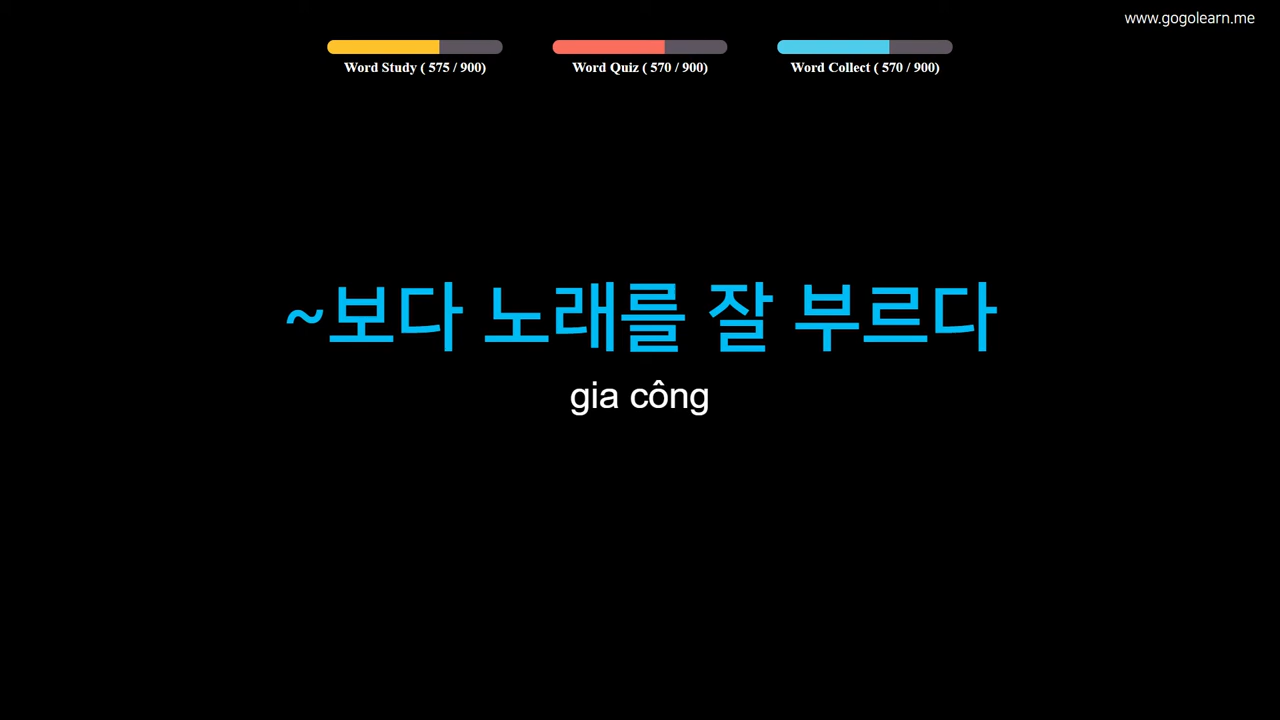 www.gogolearn.me
Word Study ( 575 / 900)
Word Quiz ( 570 / 900)
Word Collect ( 570 / 900)
~보다 노래를 잘 부르다
gia công